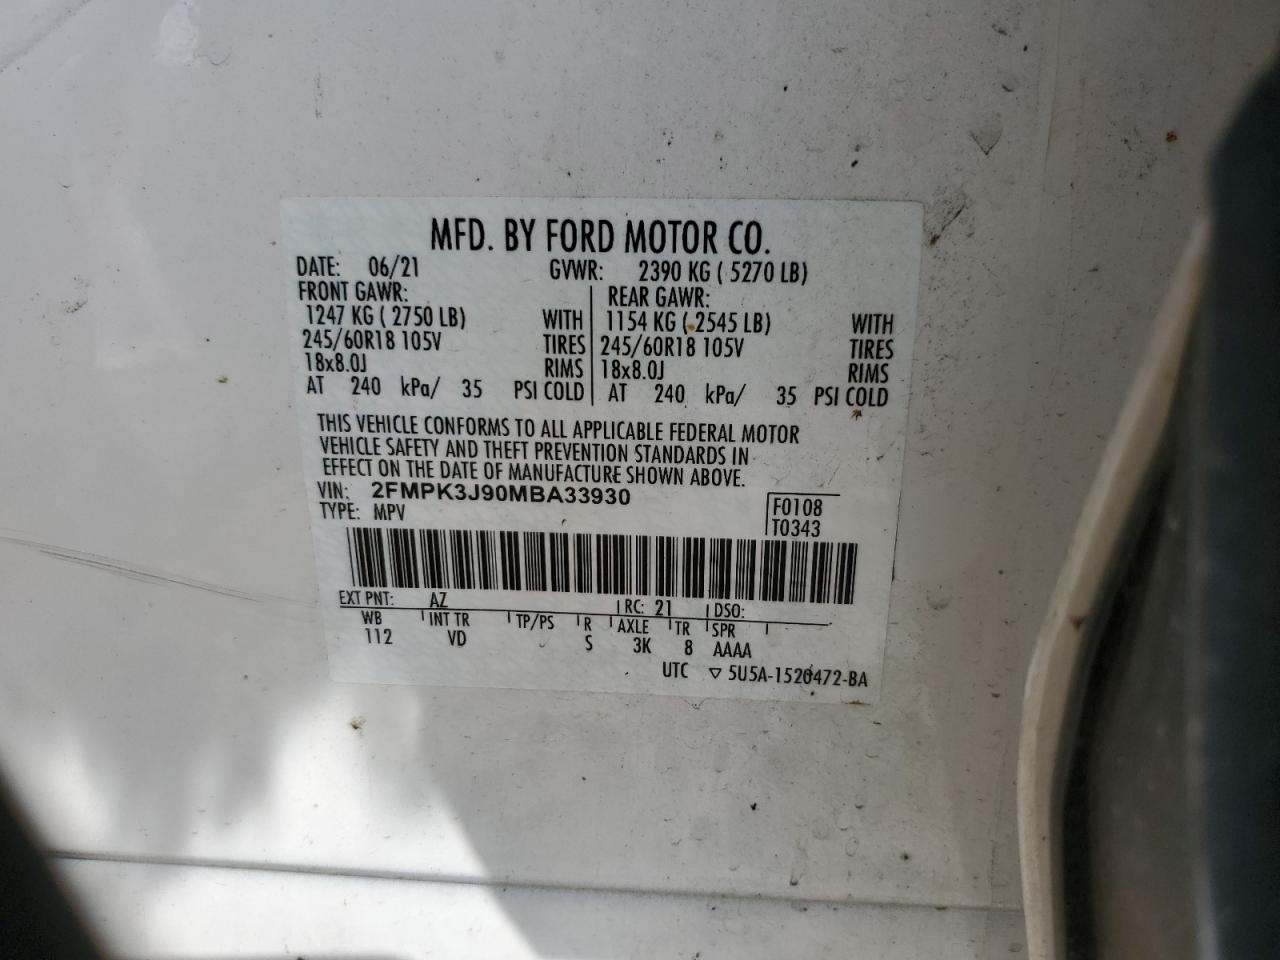 MFD. BY FORD MOTOR CO.
DATE: 06/21 GVWR: 2390 KG ( 5270 LB)
FRONT GAWR: REAR GAWR:
1247 KG ( 2750 LB) WITH 1154 KG ( 2545 LB) WITH
245/60R18 105V TIRES 245/60R18 105V TIRES
18x8.0J RIMS 18x8.0J RIMS
AT 240 kPa/ 35 PSI COLD AT 240 kPa/ 35 PSI COLD
THIS VEHICLE CONFORMS TO ALL APPLICABLE FEDERAL MOTOR
VEHICLE SAFETY AND THEFT PREVENTION STANDARDS IN
EFFECT ON THE DATE OF MANUFACTURE SHOWN ABOVE.
VIN: 2FMPK3J90MBA33930 F0108
TYPE: MPV T0343
EXT PNT: AZ RC: 21 DSO:
WB INT TR TP/PS R AXLE TR SPR
112 VD S 3K 8 AAAA
UTC ▽ 5U5A-1520472-BA